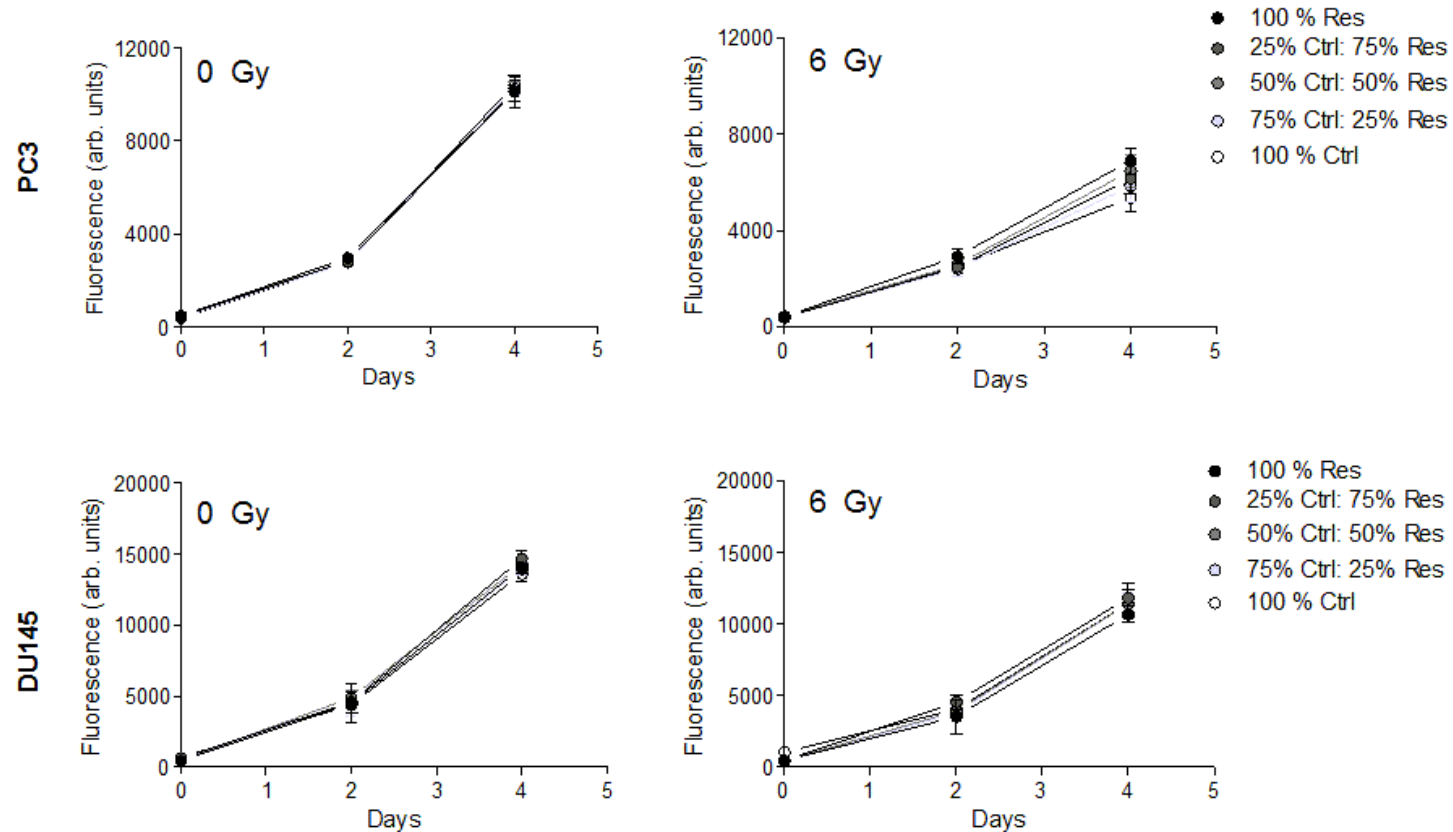 PC3
0 Gy
Fluorescence (arb. units)
12000
8000
4000
0
0 1 2 3 4 5
Days
6 Gy
Fluorescence (arb. units)
12000
8000
4000
0
0 1 2 3 4 5
Days
100 % Res
25% Ctrl: 75% Res
50% Ctrl: 50% Res
75% Ctrl: 25% Res
100 % Ctrl
DU145
0 Gy
Fluorescence (arb. units)
20000
15000
10000
5000
0
0 1 2 3 4 5
Days
6 Gy
Fluorescence (arb. units)
20000
15000
10000
5000
0
0 1 2 3 4 5
Days
100 % Res
25% Ctrl: 75% Res
50% Ctrl: 50% Res
75% Ctrl: 25% Res
100 % Ctrl